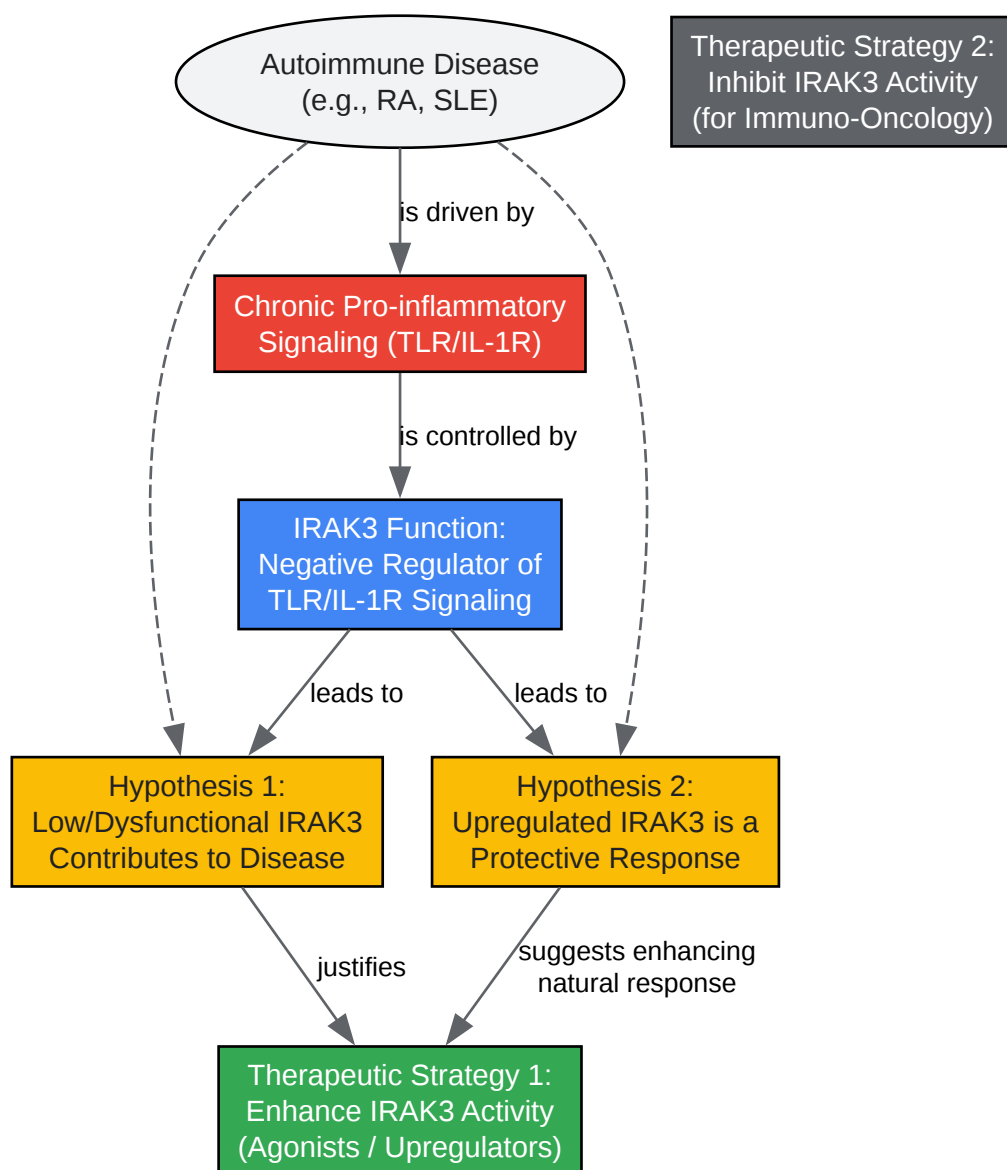 Autoimmune Disease
(e.g., RA, SLE)
Therapeutic Strategy 2:
Inhibit IRAK3 Activity
(for Immuno-Oncology)
is driven by
Chronic Pro-inflammatory
Signaling (TLR/IL-1R)
is controlled by
IRAK3 Function:
Negative Regulator of
TLR/IL-1R Signaling
leads to
leads to
Hypothesis 1:
Low/Dysfunctional IRAK3
Contributes to Disease
Hypothesis 2:
Upregulated IRAK3 is a
Protective Response
justifies
suggests enhancing
natural response
Therapeutic Strategy 1:
Enhance IRAK3 Activity
(Agonists / Upregulators)